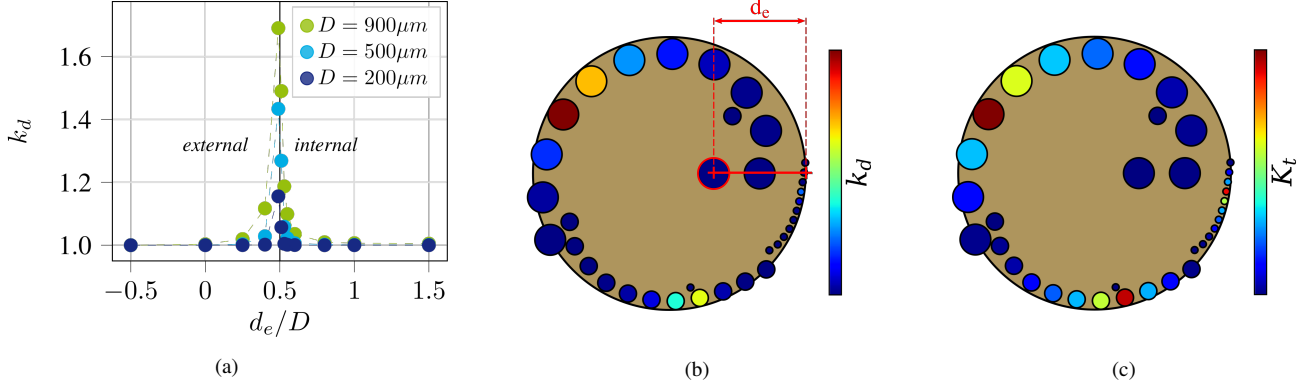 D = 900μm
D = 500μm
D = 200μm
1.6
1.4
1.2
1.0
k_d
external
internal
−0.5 0 0.5 1 1.5
d_e/D
(a)
d_e
k_d
(b)
K_t
(c)